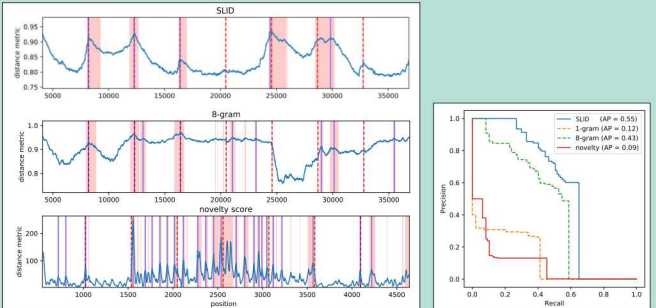 SLID
distance metric
0.95
0.90
0.85
0.80
0.75
5000 10000 15000 20000 25000 30000 35000
8-gram
distance metric
1.0
0.9
0.8
5000 10000 15000 20000 25000 30000 35000
novelty score
distance metric
200
100
1000 1500 2000 2500 3000 3500 4000 4500
position
SLID (AP = 0.55)
1-gram (AP = 0.12)
8-gram (AP = 0.43)
novelty (AP = 0.09)
Precision
1.0
0.8
0.6
0.4
0.2
0.0
0.0 0.2 0.4 0.6 0.8 1.0
Recall